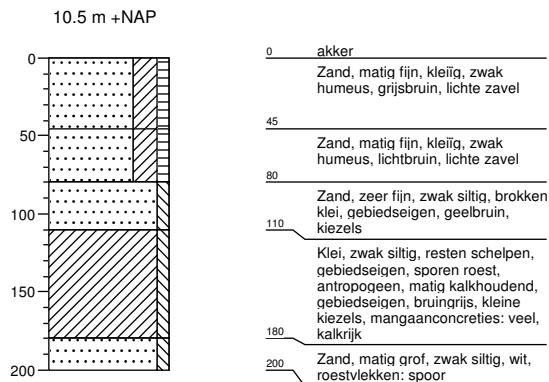 10.5 m +NAP
0
50
100
150
200
0 akker
Zand, matig fijn, kleiïg, zwak
humeus, grijsbruin, lichte zavel
45
Zand, matig fijn, kleiïg, zwak
humeus, lichtbruin, lichte zavel
80
Zand, zeer fijn, zwak siltig, brokken
klei, gebiedseigen, geelbruin,
kiezels
110
Klei, zwak siltig, resten schelpen,
gebiedseigen, sporen roest,
antropogeen, matig kalkhoudend,
gebiedseigen, bruingrijs, kleine
kiezels, mangaanconcreties: veel,
kalkrijk
180
Zand, matig grof, zwak siltig, wit,
roestvlekken: spoor
200